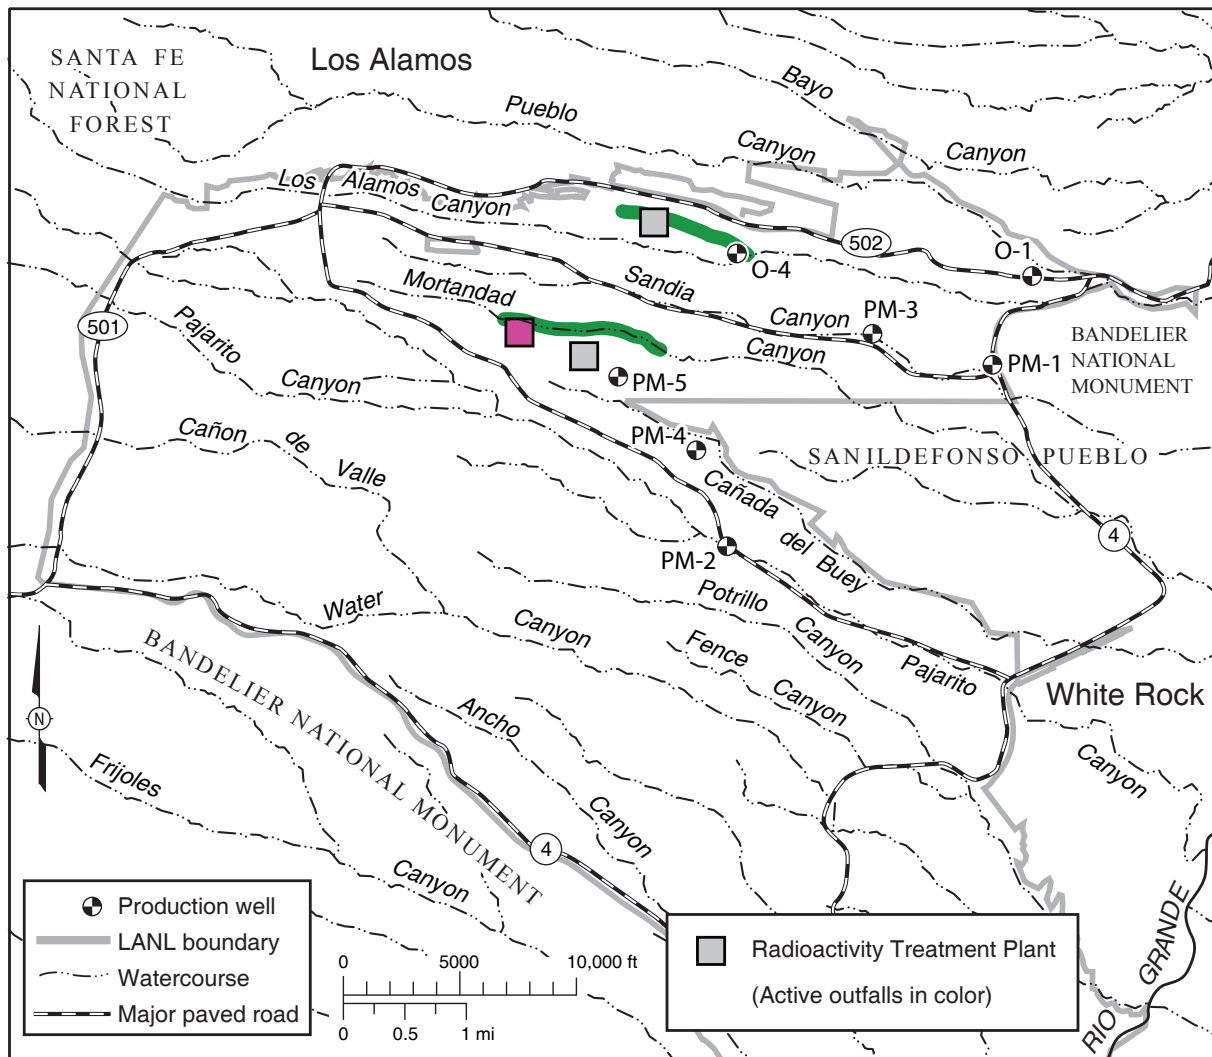 SANTA FE
NATIONAL
FOREST
Los Alamos
Bayo
Pueblo
Canyon
Canyon
Los Alamos
Canyon
502
O-1
O-4
Sandia
Mortandad
Canyon
PM-3
501
Pajarito
Canyon
BANDELIER
NATIONAL
MONUMENT
PM-1
PM-5
Canyon
Cañon de Valle
PM-4
SAN ILDEFONSO PUEBLO
Cañada del Buey
4
PM-2
Water
Canyon
Potrillo
Canyon
Fence
Canyon
Pajarito
White Rock
BANDELIER NATIONAL MONUMENT
N
Ancho
Canyon
Frijoles
Canyon
Canyon
4
RIO GRANDE
Production well
LANL boundary
Watercourse
Major paved road
0 5000 10,000 ft
0 0.5 1 mi
Radioactivity Treatment Plant
(Active outfalls in color)